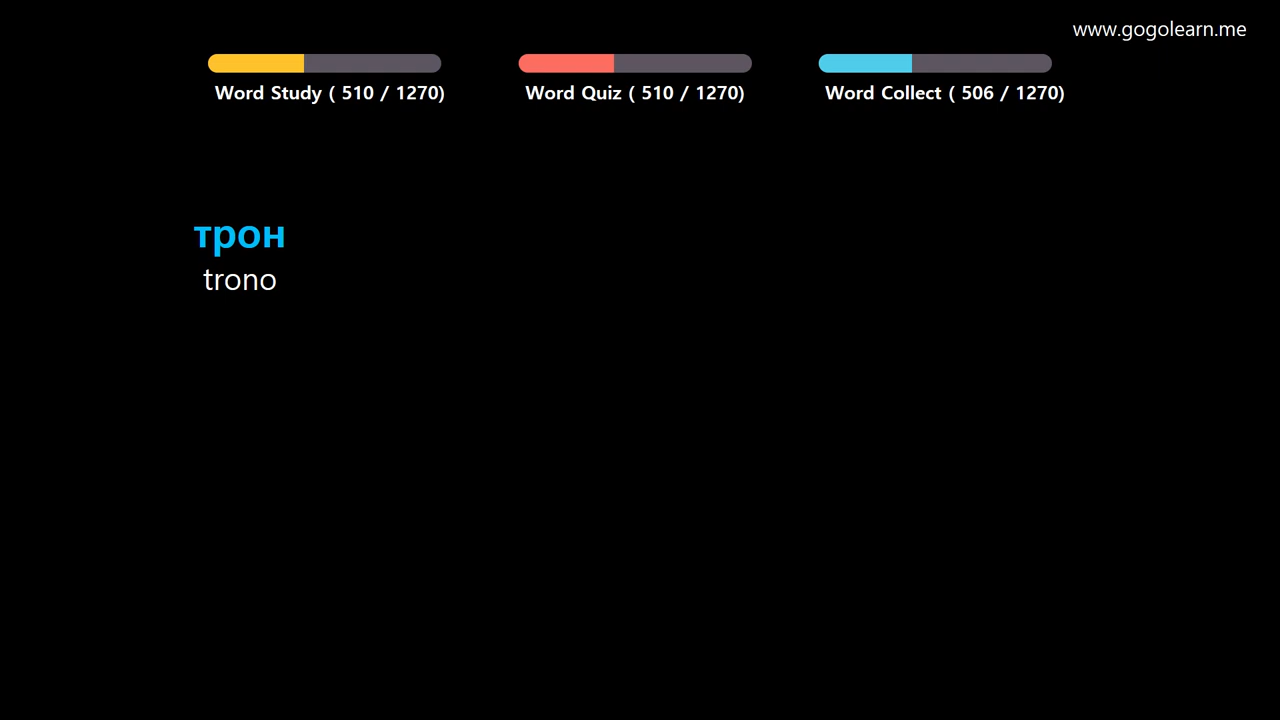 www.gogolearn.me
Word Study ( 510 / 1270)
Word Quiz ( 510 / 1270)
Word Collect ( 506 / 1270)
трон
trono